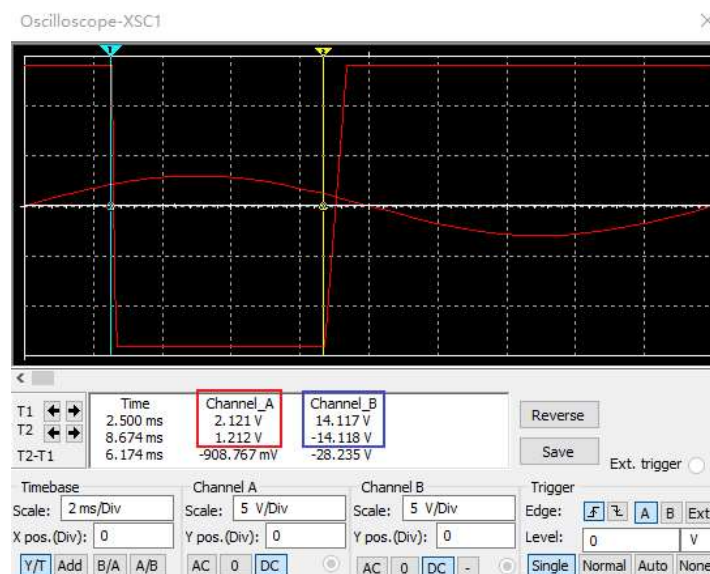 Oscilloscope-XSC1
1 2
T1 T2 T2-T1
Time Channel_A Channel_B
2.500 ms 2.121 V 14.117 V
8.674 ms 1.212 V -14.118 V
6.174 ms -908.767 mV -28.235 V
Reverse
Save
Ext. trigger
Timebase Channel A Channel B Trigger
Scale: 2 ms/Div Scale: 5 V/Div Scale: 5 V/Div Edge: A B Ext
X pos.(Div): 0 Y pos.(Div): 0 Y pos.(Div): 0 Level: 0 V
Y/T Add B/A A/B AC 0 DC AC 0 DC - Single Normal Auto None